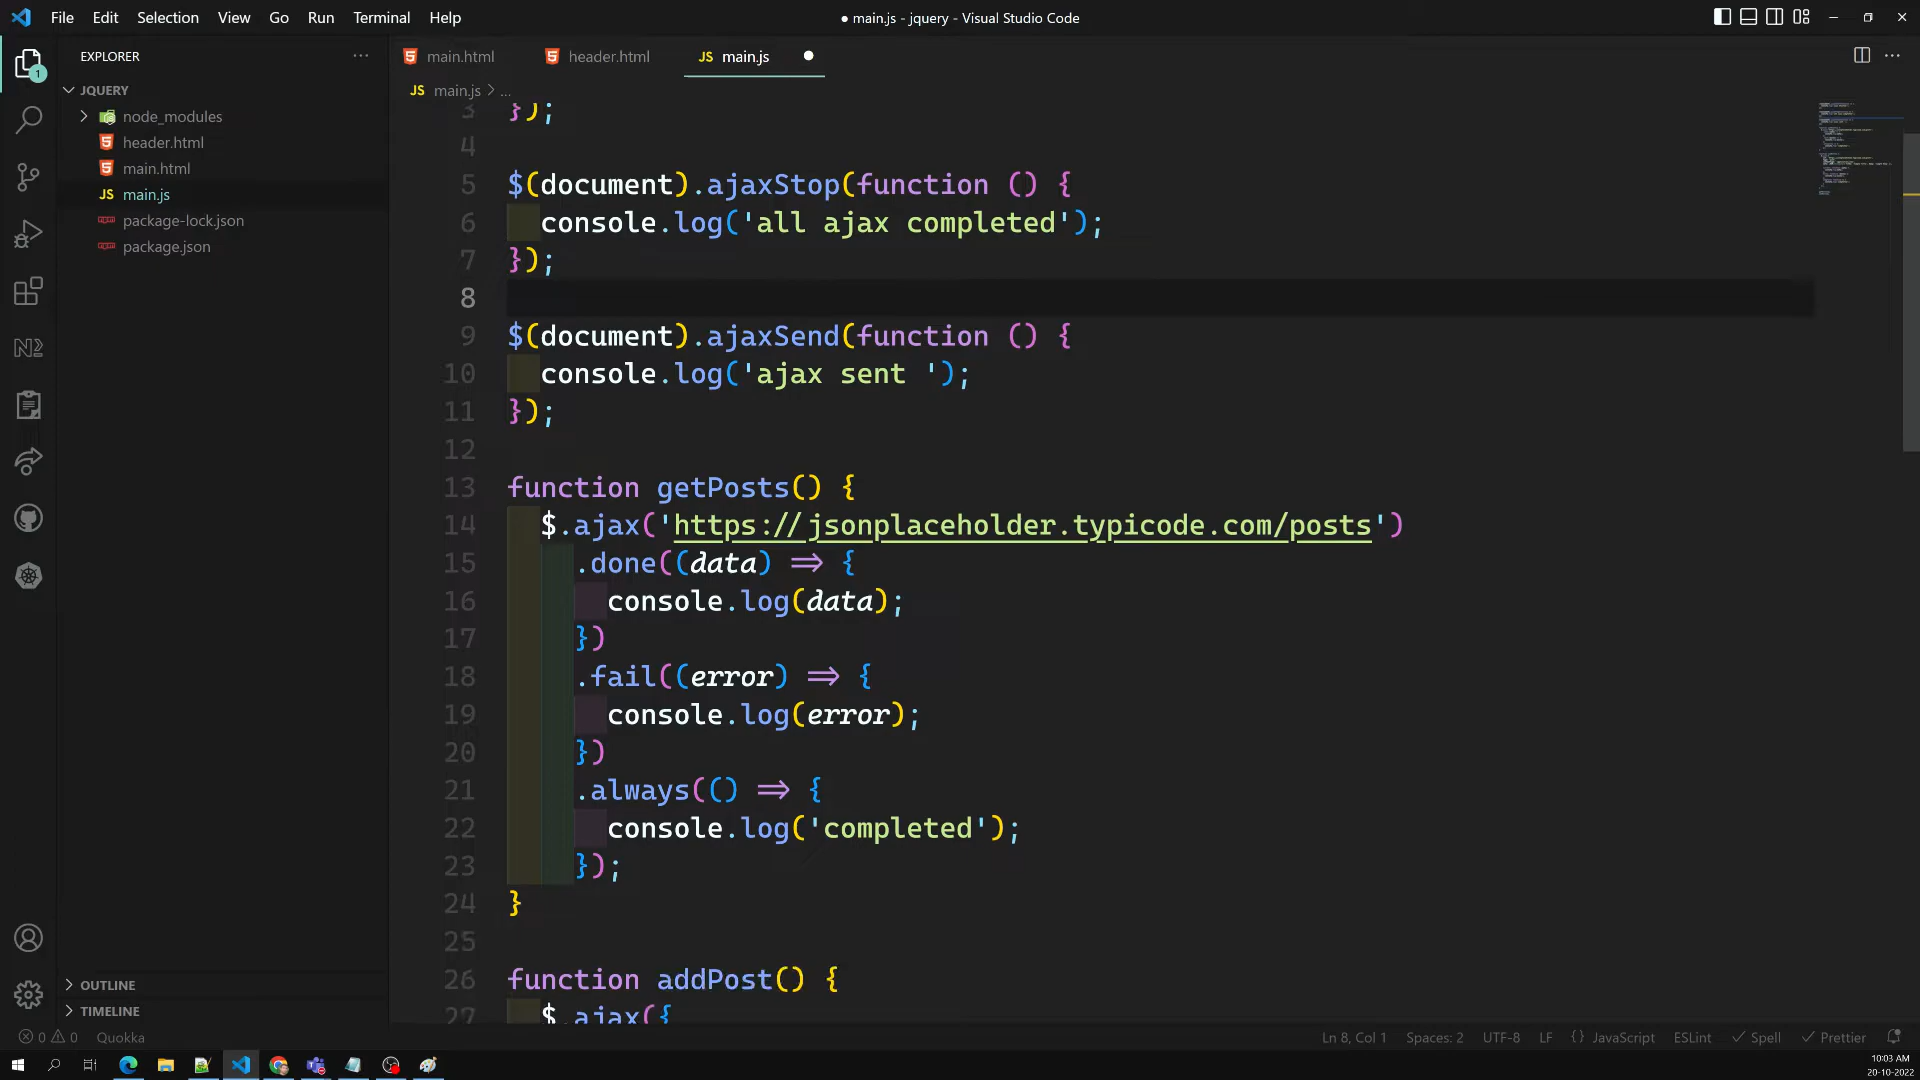 File Edit Selection View Go Run Terminal Help
● main.js - jquery - Visual Studio Code
EXPLORER
JQUERY
node_modules
header.html
main.html
JS main.js
package-lock.json
package.json
OUTLINE
TIMELINE
1
main.html
header.html
JS main.js
JS main.js > ...
3 });
4
5 $(document).ajaxStop(function () {
6 console.log('all ajax completed');
7 });
8
9 $(document).ajaxSend(function () {
10 console.log('ajax sent ');
11 });
12
13 function getPosts() {
14 $.ajax('https://jsonplaceholder.typicode.com/posts')
15 .done((data) => {
16 console.log(data);
17 })
18 .fail((error) => {
19 console.log(error);
20 })
21 .always(() => {
22 console.log('completed');
23 });
24 }
25
26 function addPost() {
27 $.ajax({
0 0 Quokka
Ln 8, Col 1 Spaces: 2 UTF-8 LF {} JavaScript ESLint ✓ Spell ✓ Prettier
10:03 AM
20-10-2022